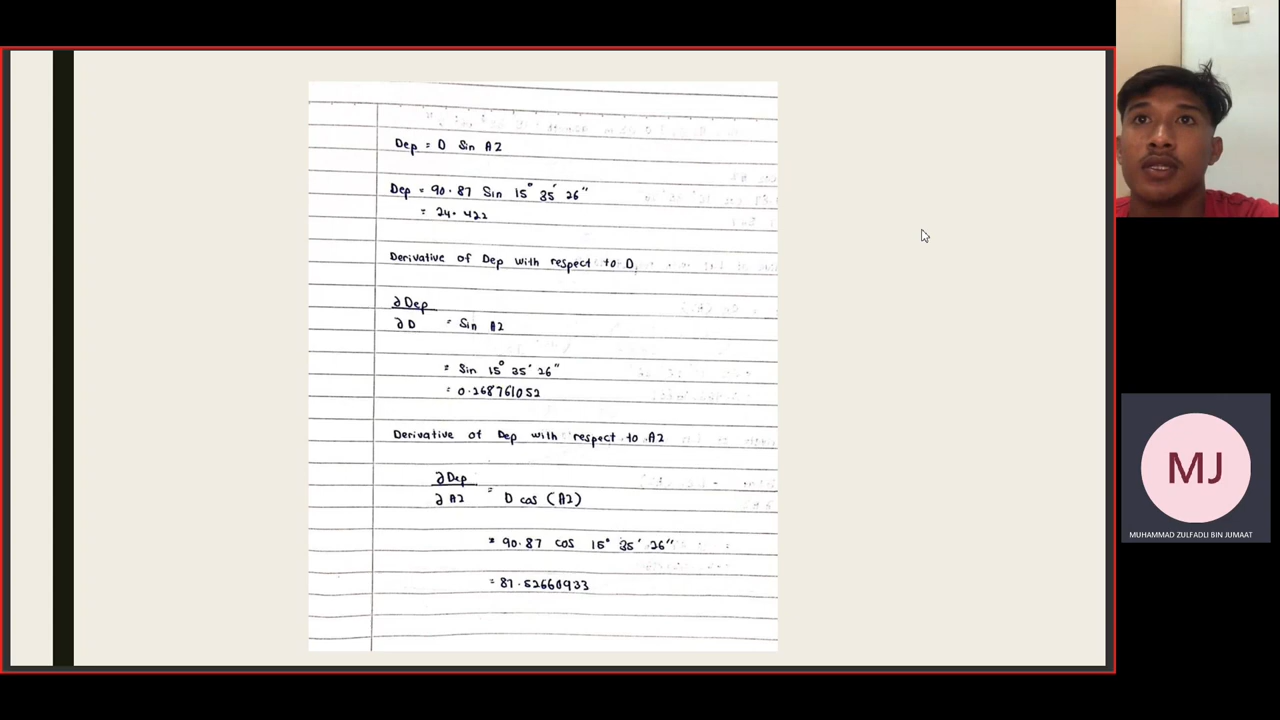 Dep = D Sin A2
Dep = 90.87 Sin 15° 35' 26"
= 24.422
Derivative of Dep with respect to D,
∂Dep
∂D = Sin A2
= Sin 15° 35' 26"
= 0.268761052
Derivative of Dep with respect to A2
∂Dep
∂A2 = D cos (A2)
= 90.87 cos 15° 35' 26"
= 87.52660933
MJ
MUHAMMAD ZULFADLI BIN JUMAAT